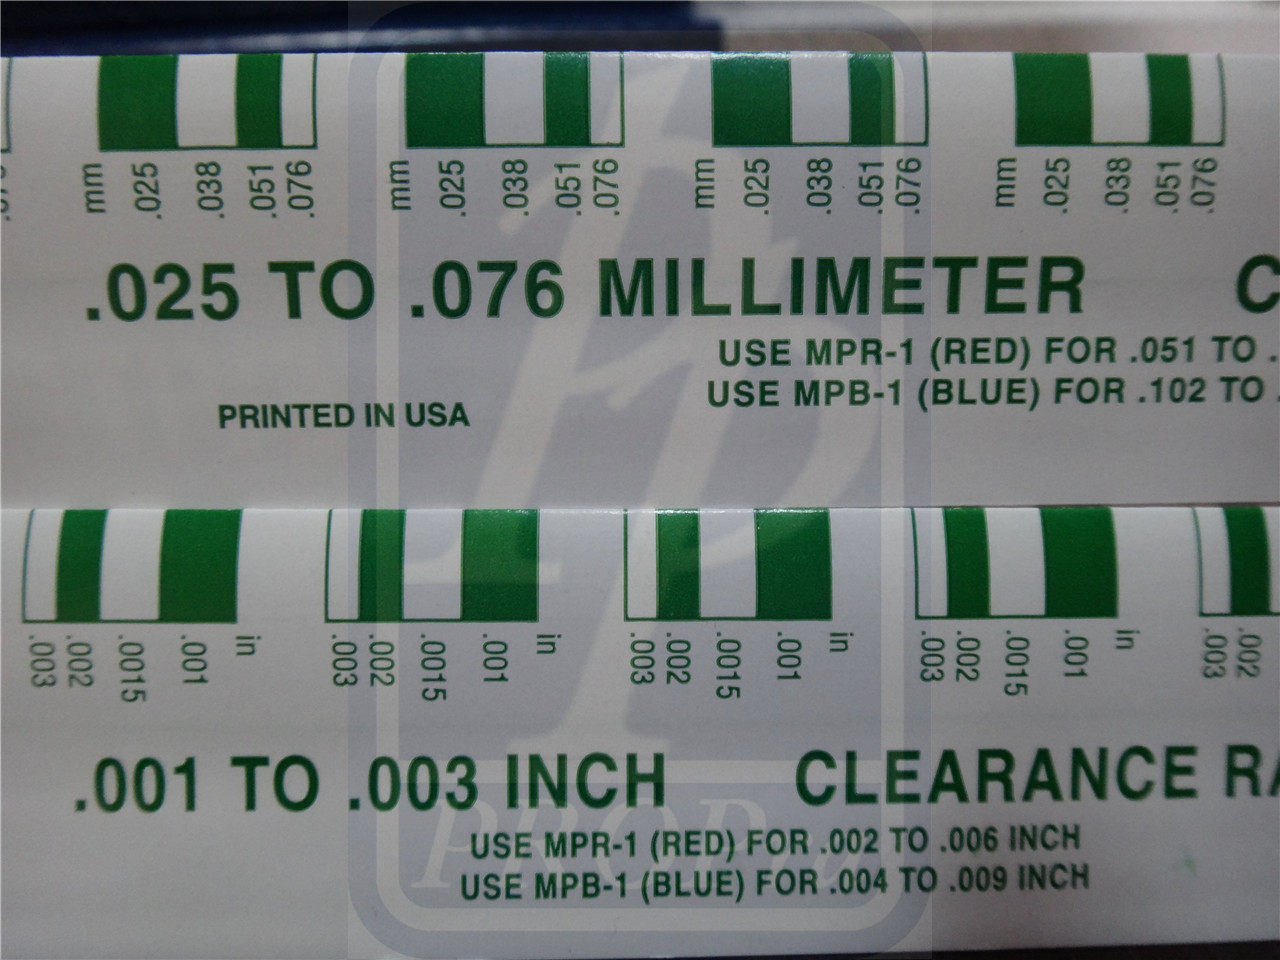 mm .025 .038 .051 .076 mm .025 .038 .051 .076 mm .025 .038 .051 .076 mm .025 .038 .051 .076
.025 TO .076 MILLIMETER C
USE MPR-1 (RED) FOR .051 TO .
USE MPB-1 (BLUE) FOR .102 TO
PRINTED IN USA
.003 .002 .0015 .001 in .003 .002 .0015 .001 in .003 .002 .0015 .001 in .003 .002 .0015 .001 in .003 .002
.001 TO .003 INCH CLEARANCE RA
USE MPR-1 (RED) FOR .002 TO .006 INCH
USE MPB-1 (BLUE) FOR .004 TO .009 INCH